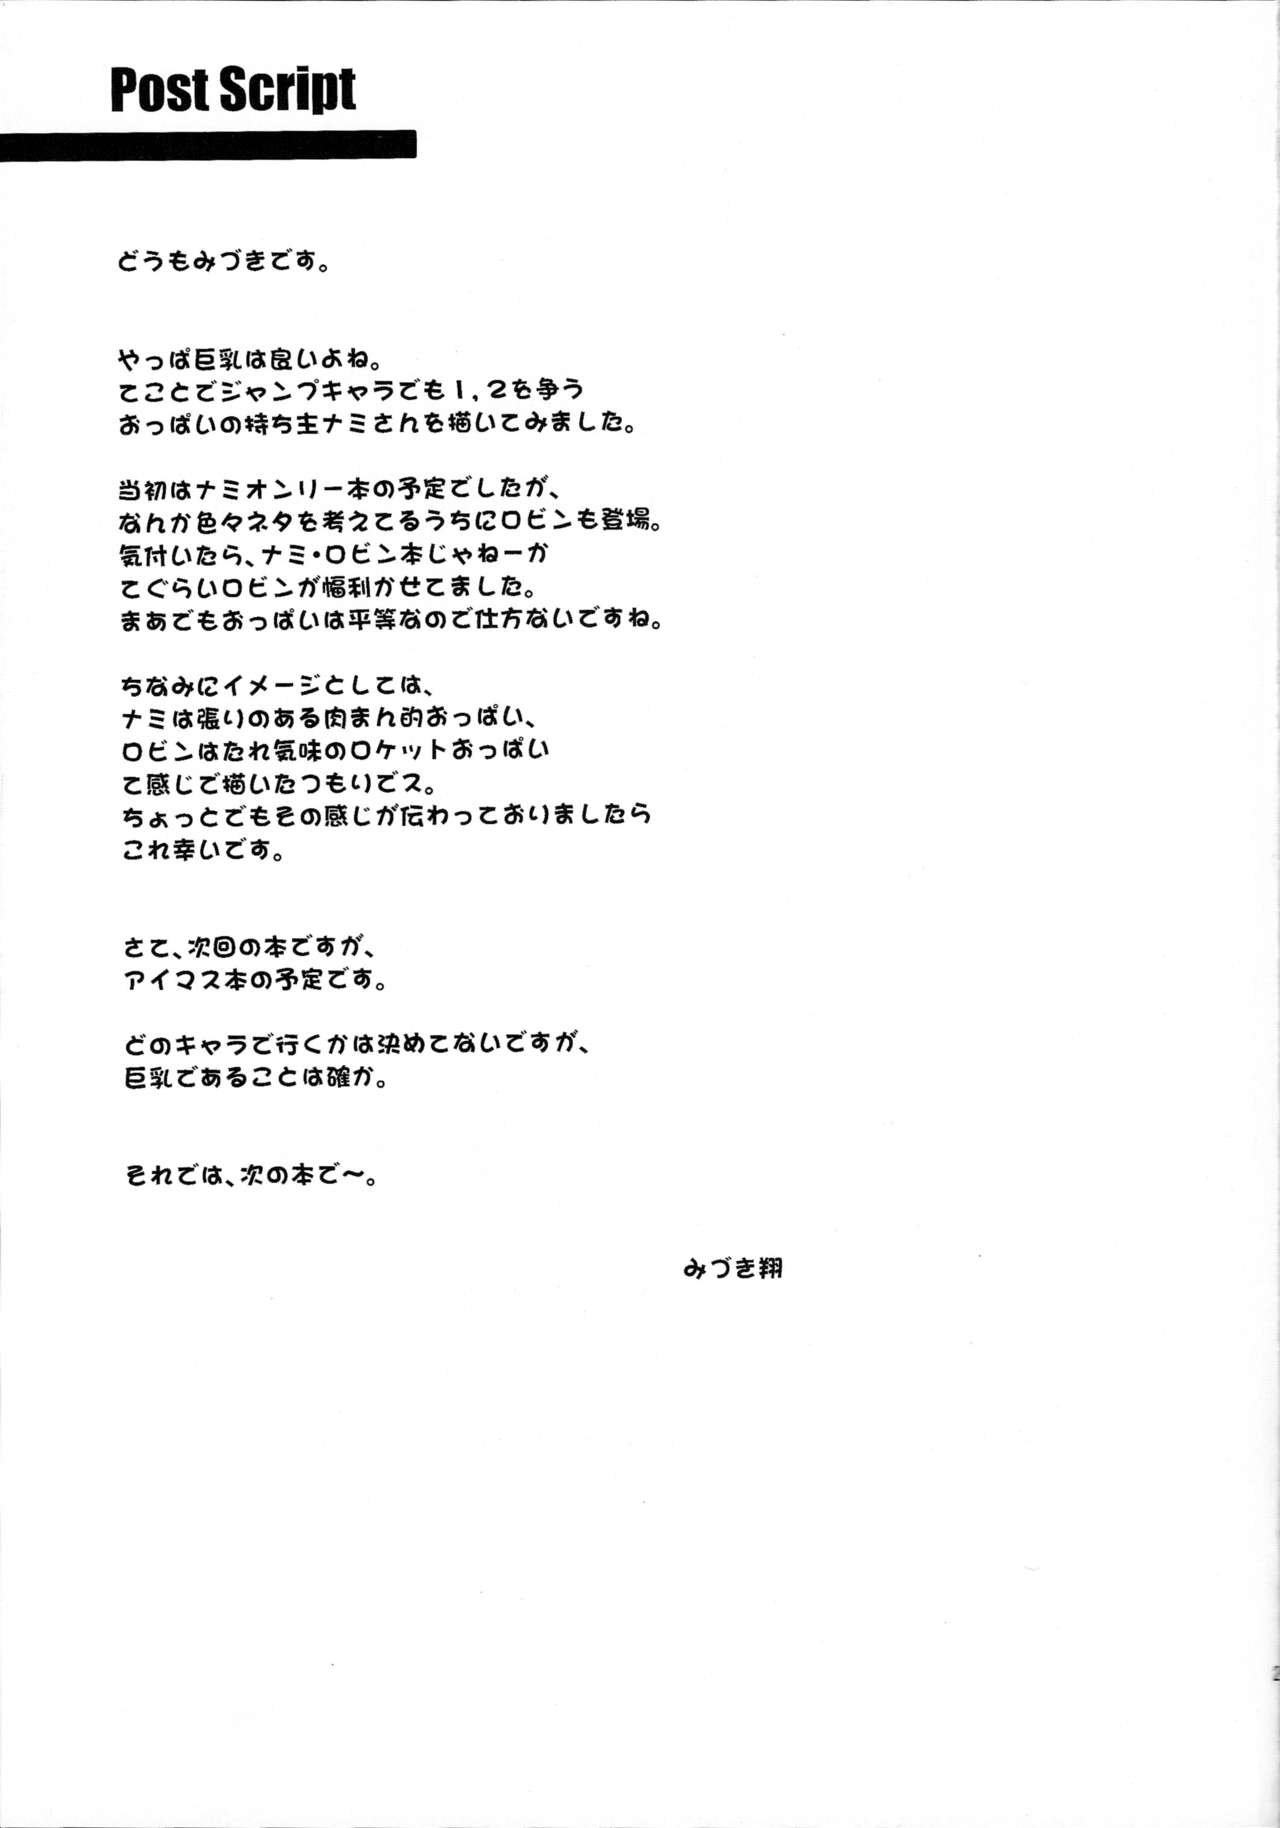 Post Script
どうもみづきです。
やっぱ巨乳は良いよね。
てことでジャンプキャラでも1,2を争う
おっぱいの持ち主ナミさんを描いてみました。
当初はナミオンリー本の予定でしたが、
なんか色々ネタを考えてるうちにロビンも登場。
気付いたら、ナミ・ロビン本じゃねーか
てぐらいロビンが幅利かせてました。
まあでもおっぱいは平等なので仕方ないですね。
ちなみにイメージとしては、
ナミは張りのある肉まん的おっぱい、
ロビンはたれ気味のロケットおっぱい
て感じで描いたつもりでス。
ちょっとでもその感じが伝わっておりましたら
これ幸いです。
さて、次回の本ですが、
アイマス本の予定です。
どのキャラで行くかは決めてないですが、
巨乳であることは確か。
それでは、次の本で〜。
みづき翔